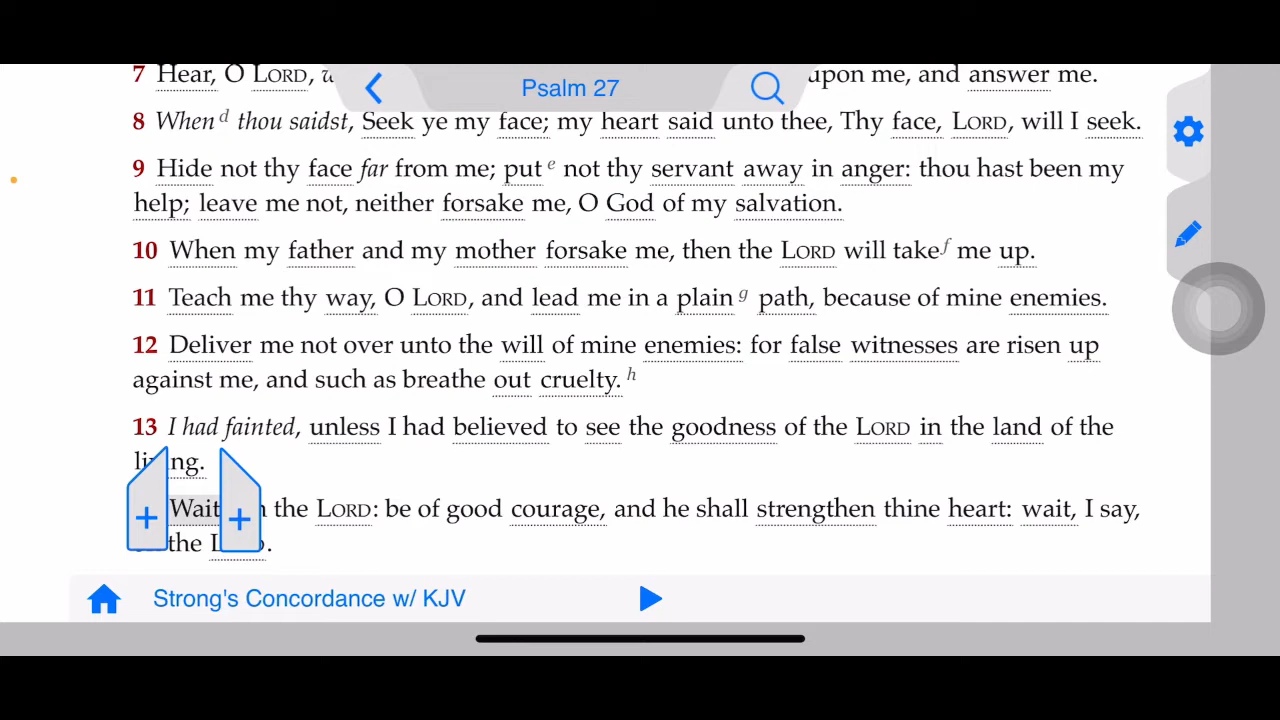 7 Hear, O LORD, upon me, and answer me.
Psalm 27
8 When d thou saidst, Seek ye my face; my heart said unto thee, Thy face, LORD, will I seek.
9 Hide not thy face far from me; put e not thy servant away in anger: thou hast been my
help; leave me not, neither forsake me, O God of my salvation.
10 When my father and my mother forsake me, then the LORD will take f me up.
11 Teach me thy way, O LORD, and lead me in a plain g path, because of mine enemies.
12 Deliver me not over unto the will of mine enemies: for false witnesses are risen up
against me, and such as breathe out cruelty. h
13 I had fainted, unless I had believed to see the goodness of the LORD in the land of the
Wait the LORD: be of good courage, and he shall strengthen thine heart: wait, I say,
the
Strong's Concordance w/ KJV